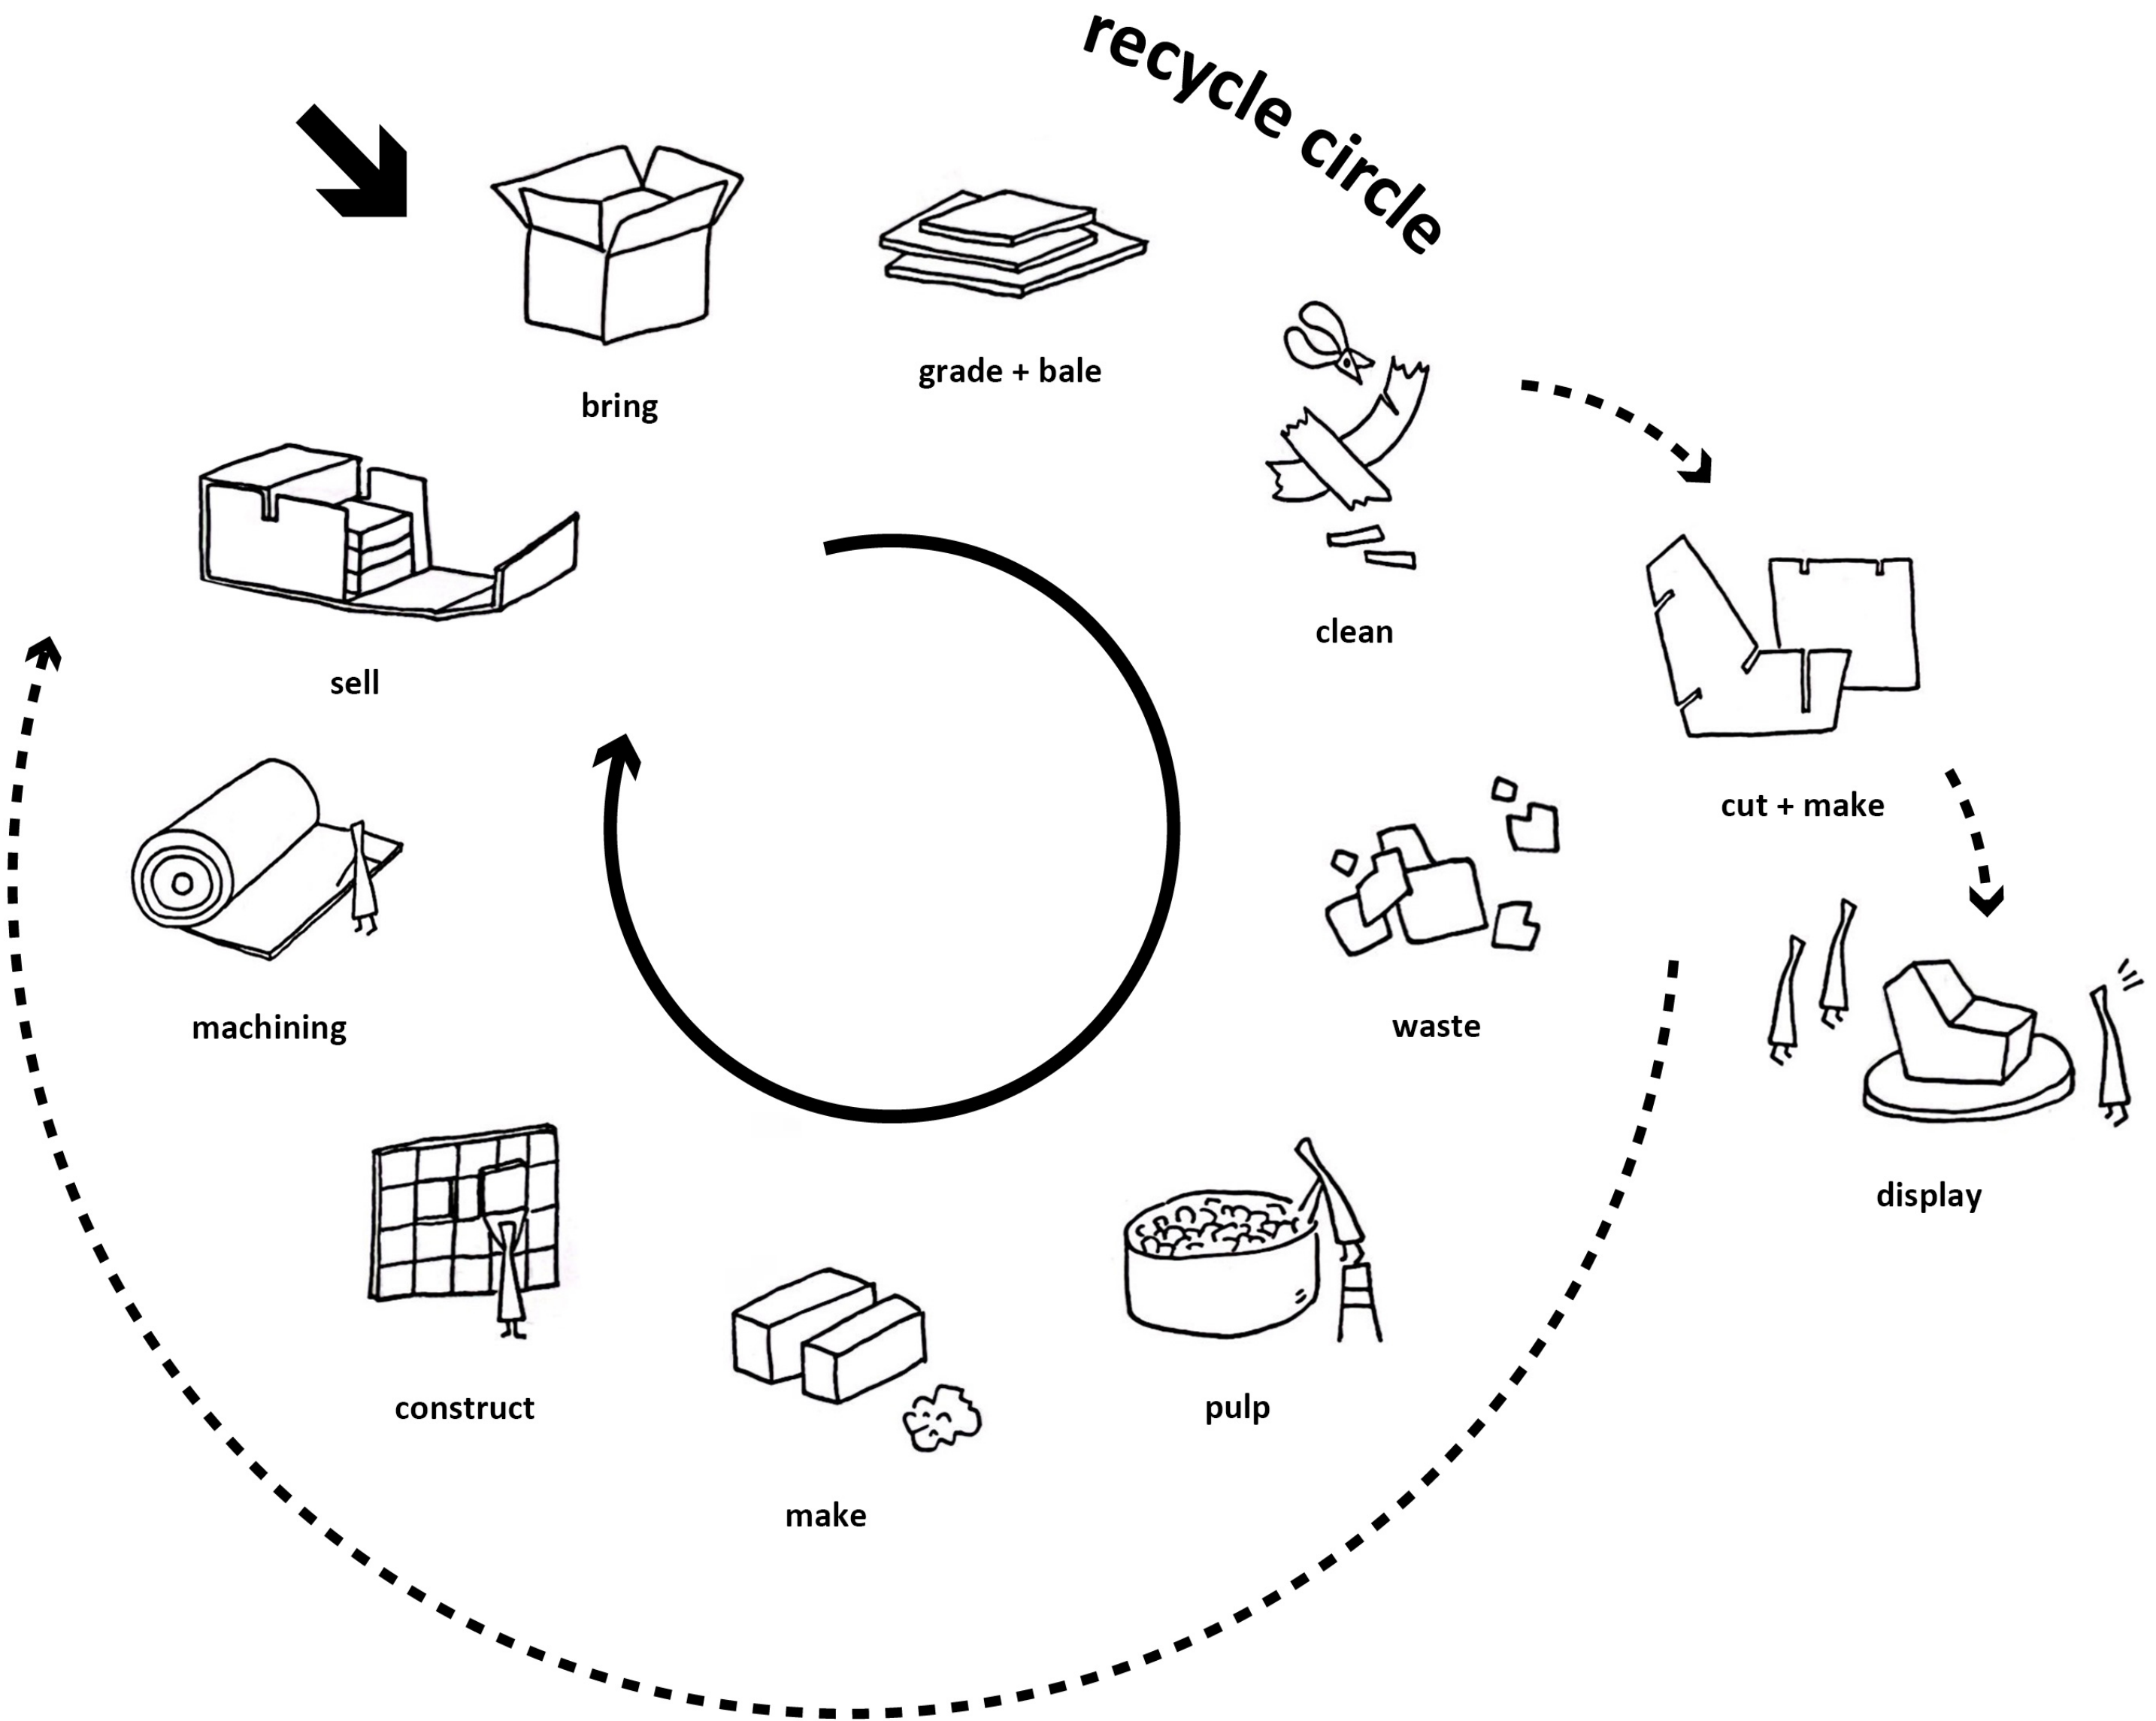 recycle circle
bring
grade + bale
clean
cut + make
display
waste
pulp
make
construct
machining
sell